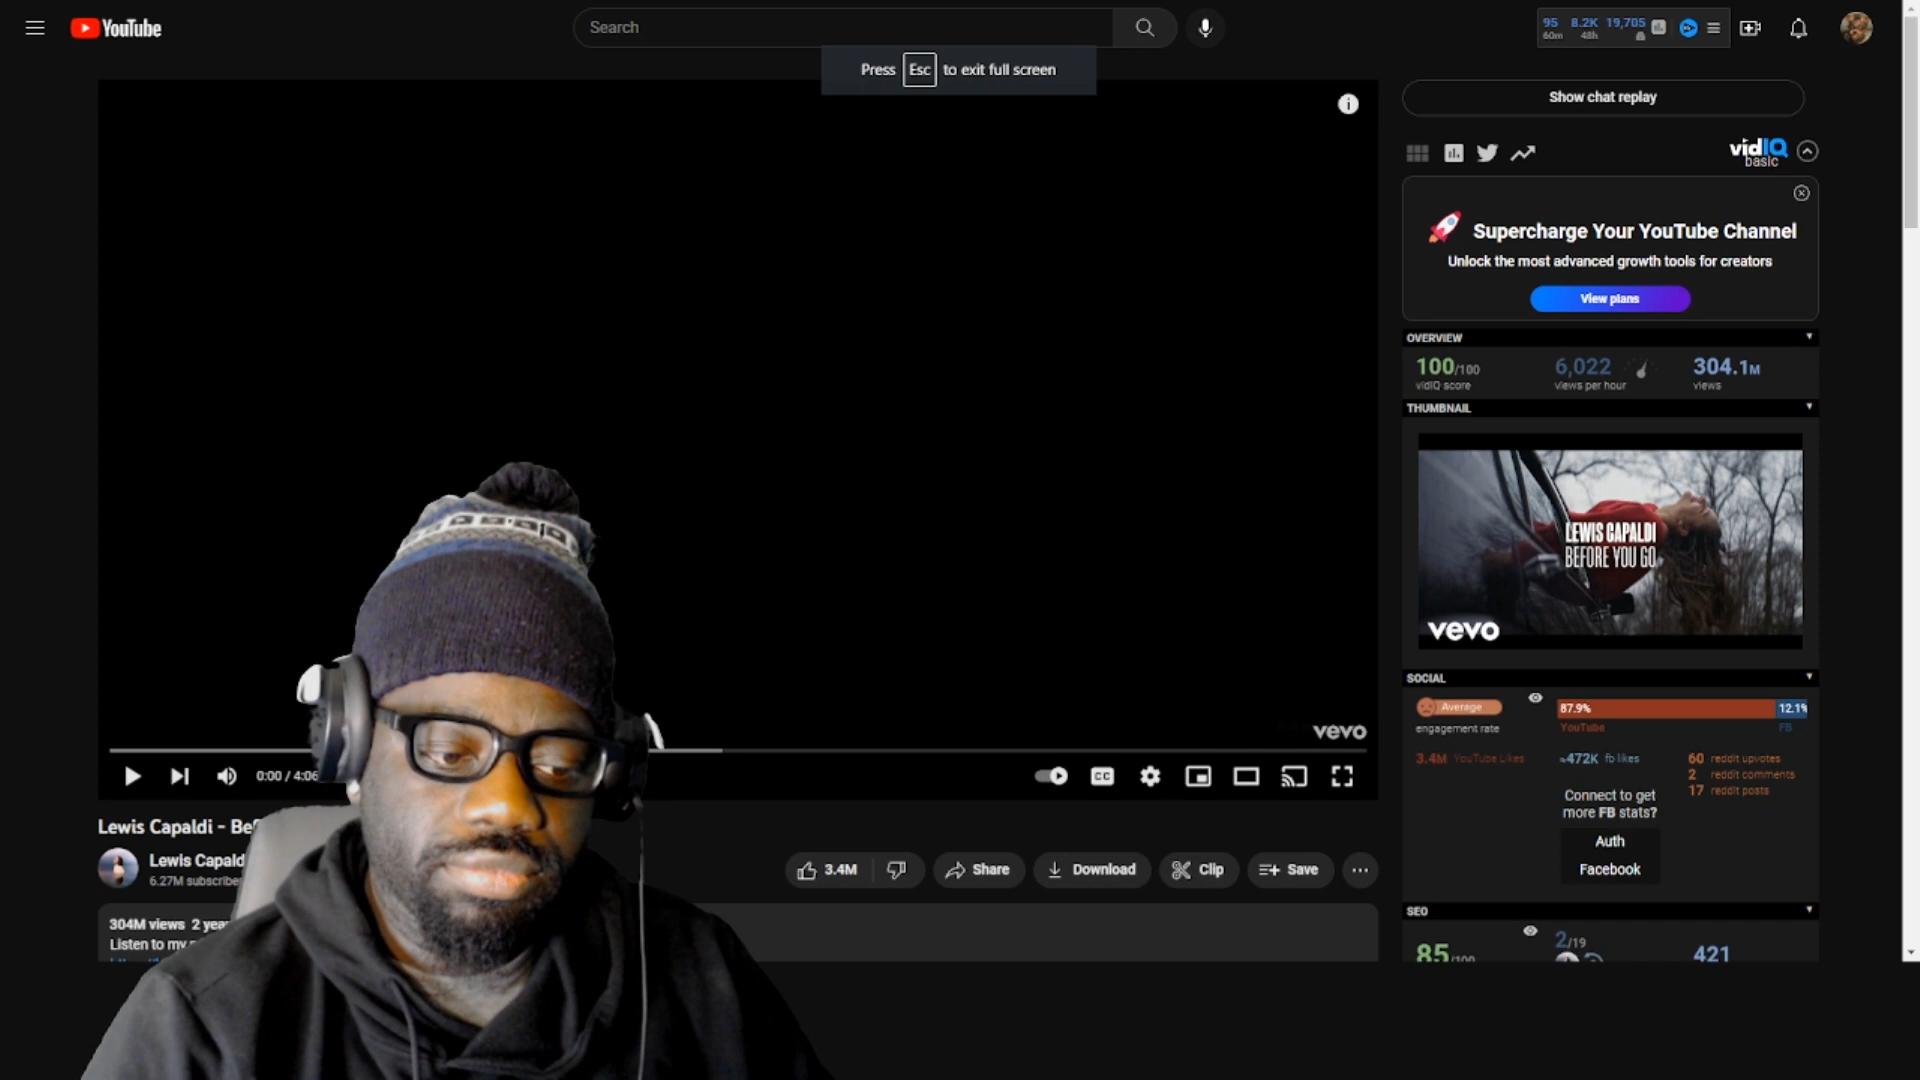 YouTube
Search
95 8.2K 19,705
60m 48h
Press Esc to exit full screen
Show chat replay
vidIQ
basic
Supercharge Your YouTube Channel
Unlock the most advanced growth tools for creators
View plans
OVERVIEW
100/100 6,022 304.1M
vidIQ score views per hour views
THUMBNAIL
LEWIS CAPALDI
BEFORE YOU GO
vevo
SOCIAL
Average 87.9% 12.1%
engagement rate YouTube FB
3.4M YouTube Likes ≈472K fb likes 60 reddit upvotes
2 reddit comments
17 reddit posts
Connect to get
more FB stats?
Auth
Facebook
SEO
85/100 2/19 421
vevo
0:00 / 4:06
CC
Lewis Capaldi - Bef
Lewis Capald
6.27M subscribe
3.4M Share Download Clip Save
304M views 2 year
Listen to my